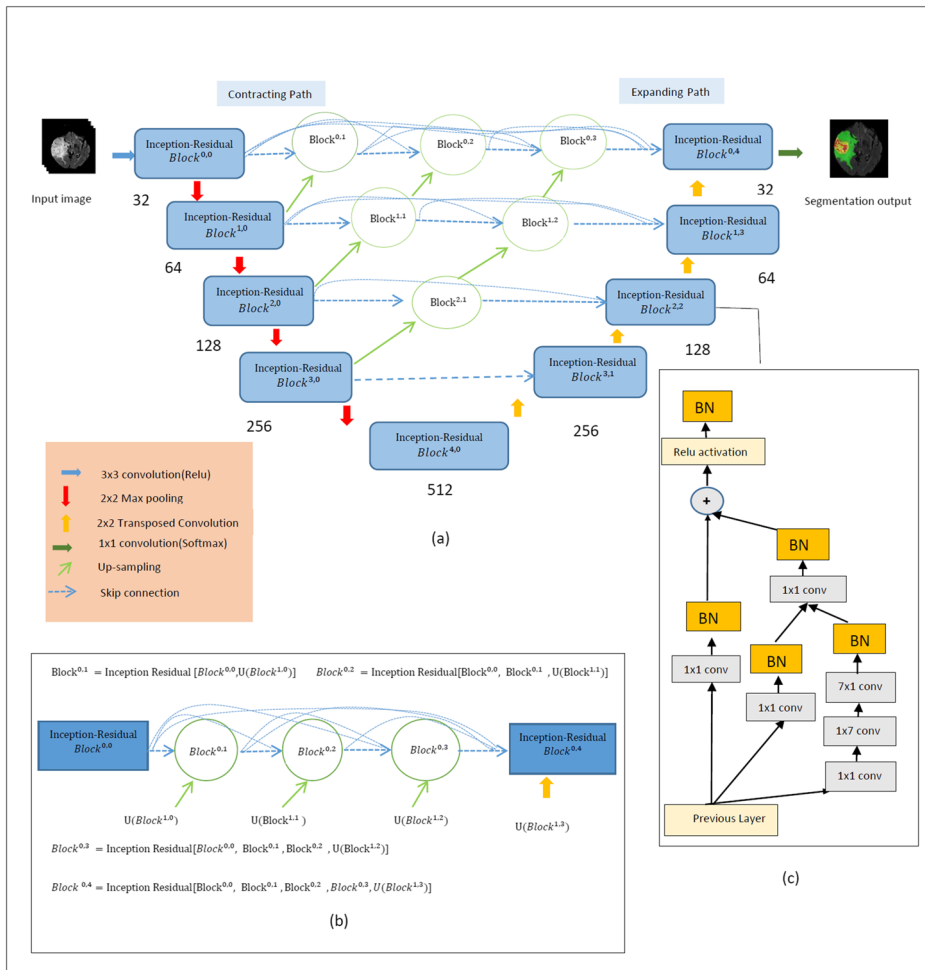 Contracting Path
Expanding Path
Input image
Inception-Residual
Block^0,0
32
Block^0,1
Block^0,2
Block^0,3
Inception-Residual
Block^0,4
32
Segmentation output
Inception-Residual
Block^1,0
64
Block^1,1
Block^1,2
Inception-Residual
Block^1,3
64
Inception-Residual
Block^2,0
128
Block^2,1
Inception-Residual
Block^2,2
128
Inception-Residual
Block^3,0
256
Inception-Residual
Block^3,1
256
Inception-Residual
Block^4,0
512
(a)
3x3 convolution(Relu)
2x2 Max pooling
2x2 Transposed Convolution
1x1 convolution(Softmax)
Up-sampling
Skip connection
BN
Relu activation
+
BN
1x1 conv
BN
BN
BN
1x1 conv
7x1 conv
1x1 conv
1x7 conv
1x1 conv
Previous Layer
(c)
Block^0,1 = Inception Residual [Block^0,0,U(Block^1,0)]
Block^0,2 = Inception Residual[Block^0,0, Block^0,1 , U(Block^1,1)]
Inception-Residual
Block^0,0
Block^0,1
Block^0,2
Block^0,3
Inception-Residual
Block^0,4
U(Block^1,0)
U(Block^1,1)
U(Block^1,2)
U(Block^1,3)
Block^0,3 = Inception Residual[Block^0,0, Block^0,1 , Block^0,2 , U(Block^1,2)]
Block^0,4 = Inception Residual[Block^0,0, Block^0,1 , Block^0,2 , Block^0,3, U(Block^1,3)]
(b)